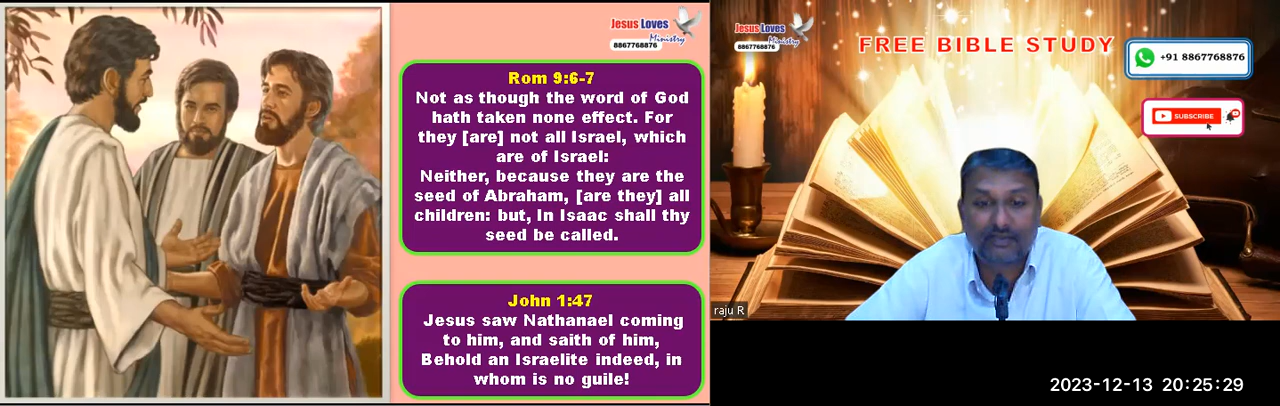 Jesus Loves
Ministry
8867768876
Rom 9:6-7
Not as though the word of God
hath taken none effect. For
they [are] not all Israel, which
are of Israel:
Neither, because they are the
seed of Abraham, [are they] all
children: but, In Isaac shall thy
seed be called.
John 1:47
Jesus saw Nathanael coming
to him, and saith of him,
Behold an Israelite indeed, in
whom is no guile!
Jesus Loves
Ministry
8867768876
FREE BIBLE STUDY
+91 8867768876
SUBSCRIBE
raju R
2023-12-13 20:25:29